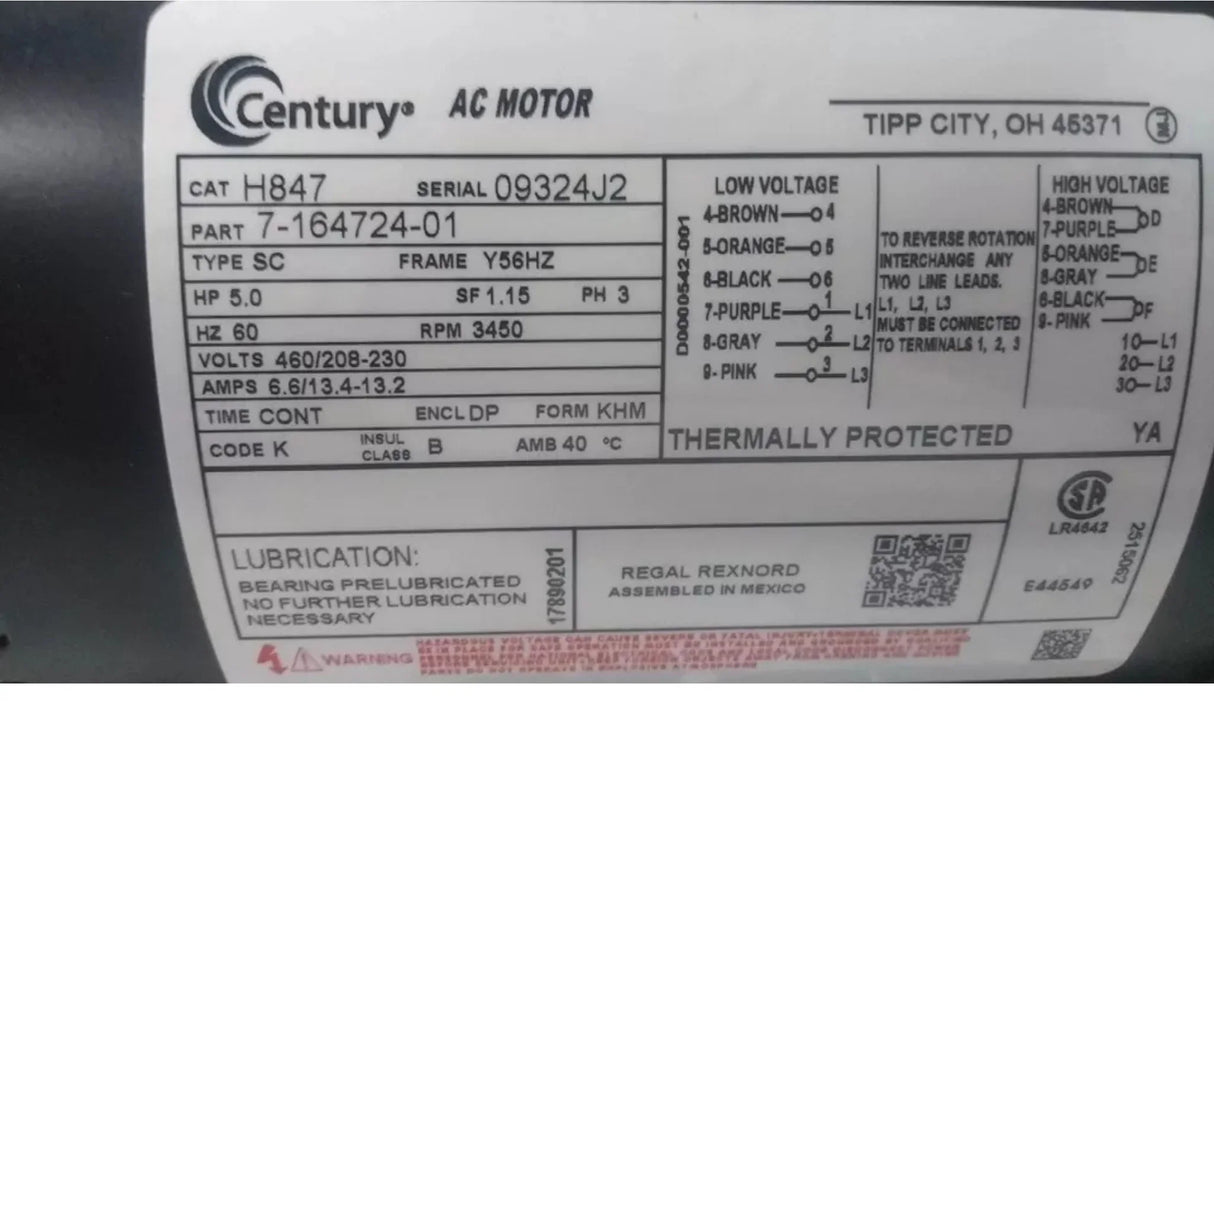 Century® AC MOTOR
TIPP CITY, OH 45371
CAT H847 SERIAL 09324J2
PART 7-164724-01
TYPE SC FRAME Y56HZ
HP 5.0 SF 1.15 PH 3
HZ 60 RPM 3450
VOLTS 460/208-230
AMPS 6.6/13.4-13.2
TIME CONT ENCL DP FORM KHM
CODE K INSUL CLASS B AMB 40 °C
D0000542-001
LOW VOLTAGE
4-BROWN 4
5-ORANGE 5
6-BLACK 6
7-PURPLE 1 L1
8-GRAY 2 L2
9-PINK 3 L3
TO REVERSE ROTATION
INTERCHANGE ANY
TWO LINE LEADS.
L1, L2, L3
MUST BE CONNECTED
TO TERMINALS 1, 2, 3
HIGH VOLTAGE
4-BROWN
7-PURPLE D
5-ORANGE
8-GRAY E
6-BLACK
9-PINK F
1O-L1
2O-L2
3O-L3
THERMALLY PROTECTED YA
LUBRICATION:
BEARING PRELUBRICATED
NO FURTHER LUBRICATION
NECESSARY
17890201
REGAL REXNORD
ASSEMBLED IN MEXICO
LR4642
E44549
2515062
WARNING